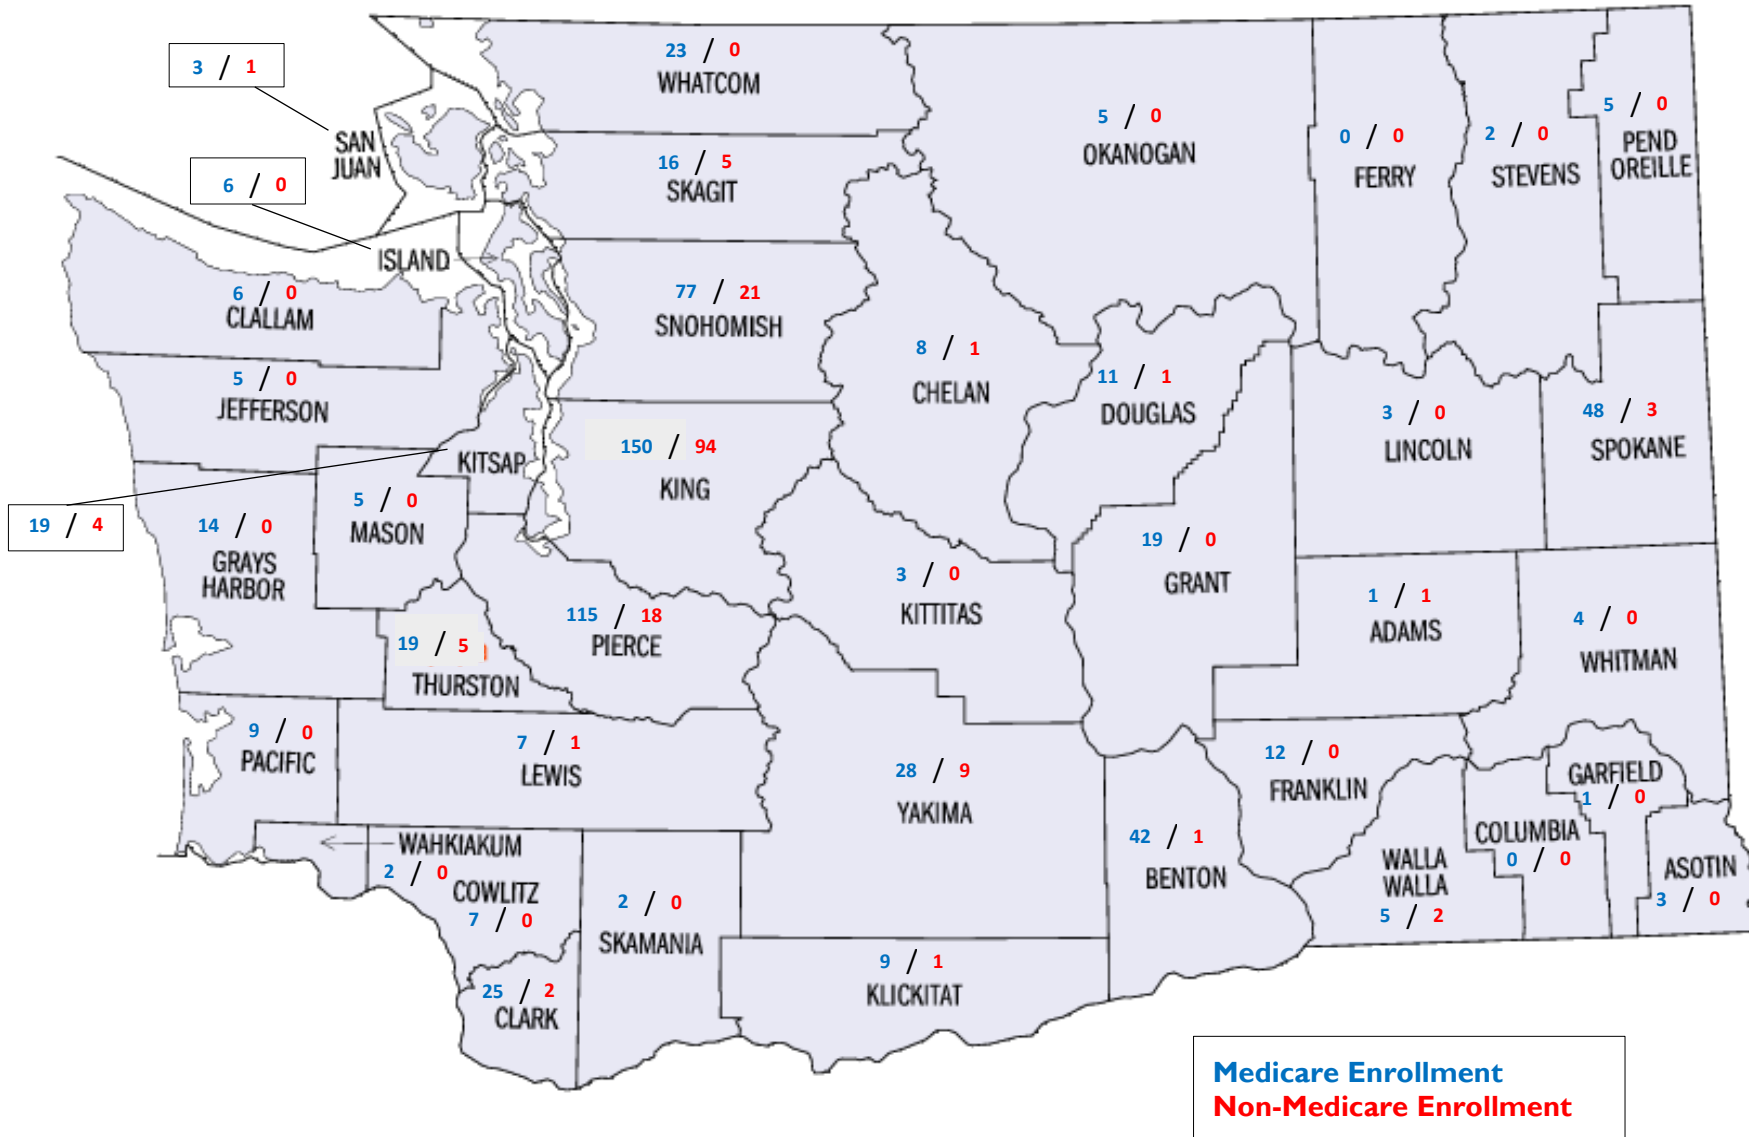 23 / 0
WHATCOM
3 / 1
SAN
JUAN
6 / 0
ISLAND
16 / 5
SKAGIT
5 / 0
OKANOGAN
0 / 0
FERRY
2 / 0
STEVENS
5 / 0
PEND
OREILLE
6 / 0
CLALLAM
77 / 21
SNOHOMISH
5 / 0
JEFFERSON
8 / 1
CHELAN
11 / 1
DOUGLAS
3 / 0
LINCOLN
48 / 3
SPOKANE
KITSAP
19 / 4
150 / 94
KING
5 / 0
MASON
14 / 0
GRAYS
HARBOR
19 / 0
GRANT
3 / 0
KITTITAS
1 / 1
ADAMS
4 / 0
WHITMAN
115 / 18
PIERCE
19 / 5
THURSTON
9 / 0
PACIFIC
7 / 1
LEWIS
28 / 9
YAKIMA
12 / 0
FRANKLIN
GARFIELD
1 / 0
42 / 1
BENTON
COLUMBIA
0 / 0
WALLA
WALLA
5 / 2
ASOTIN
3 / 0
WAHKIAKUM
2 / 0
COWLITZ
7 / 0
2 / 0
SKAMANIA
9 / 1
KLICKITAT
25 / 2
CLARK
Medicare Enrollment
Non-Medicare Enrollment